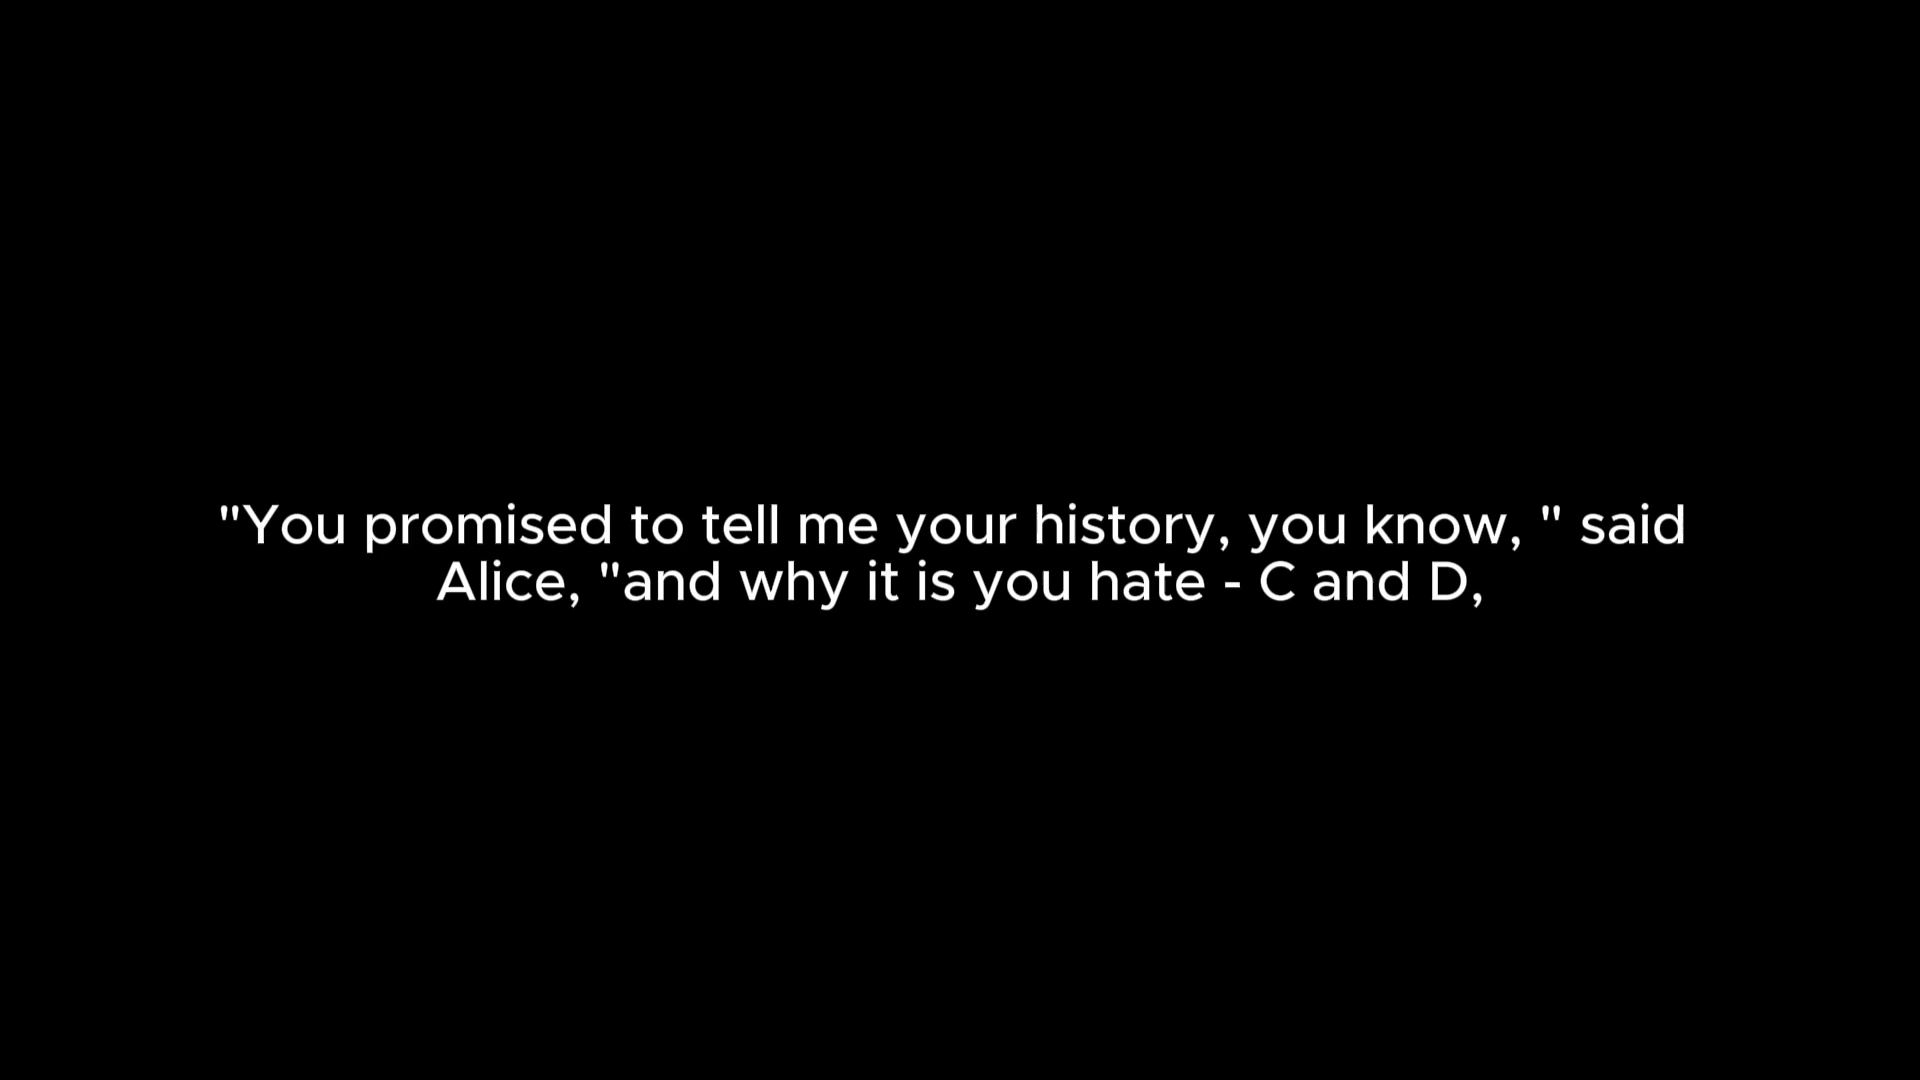 "You promised to tell me your history, you know, " said
Alice, "and why it is you hate - C and D,